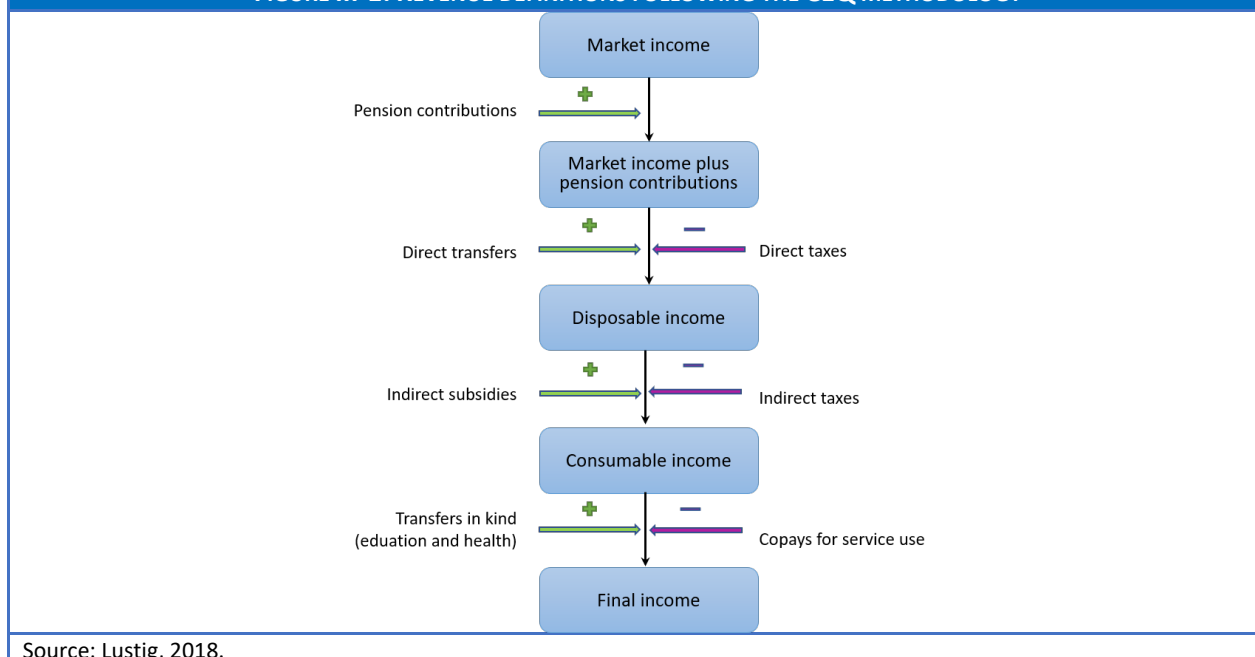 Market income
Pension contributions
Market income plus
pension contributions
Direct transfers
Direct taxes
Disposable income
Indirect subsidies
Indirect taxes
Consumable income
Transfers in kind
(eduation and health)
Copays for service use
Final income
Source: Lustig, 2018.